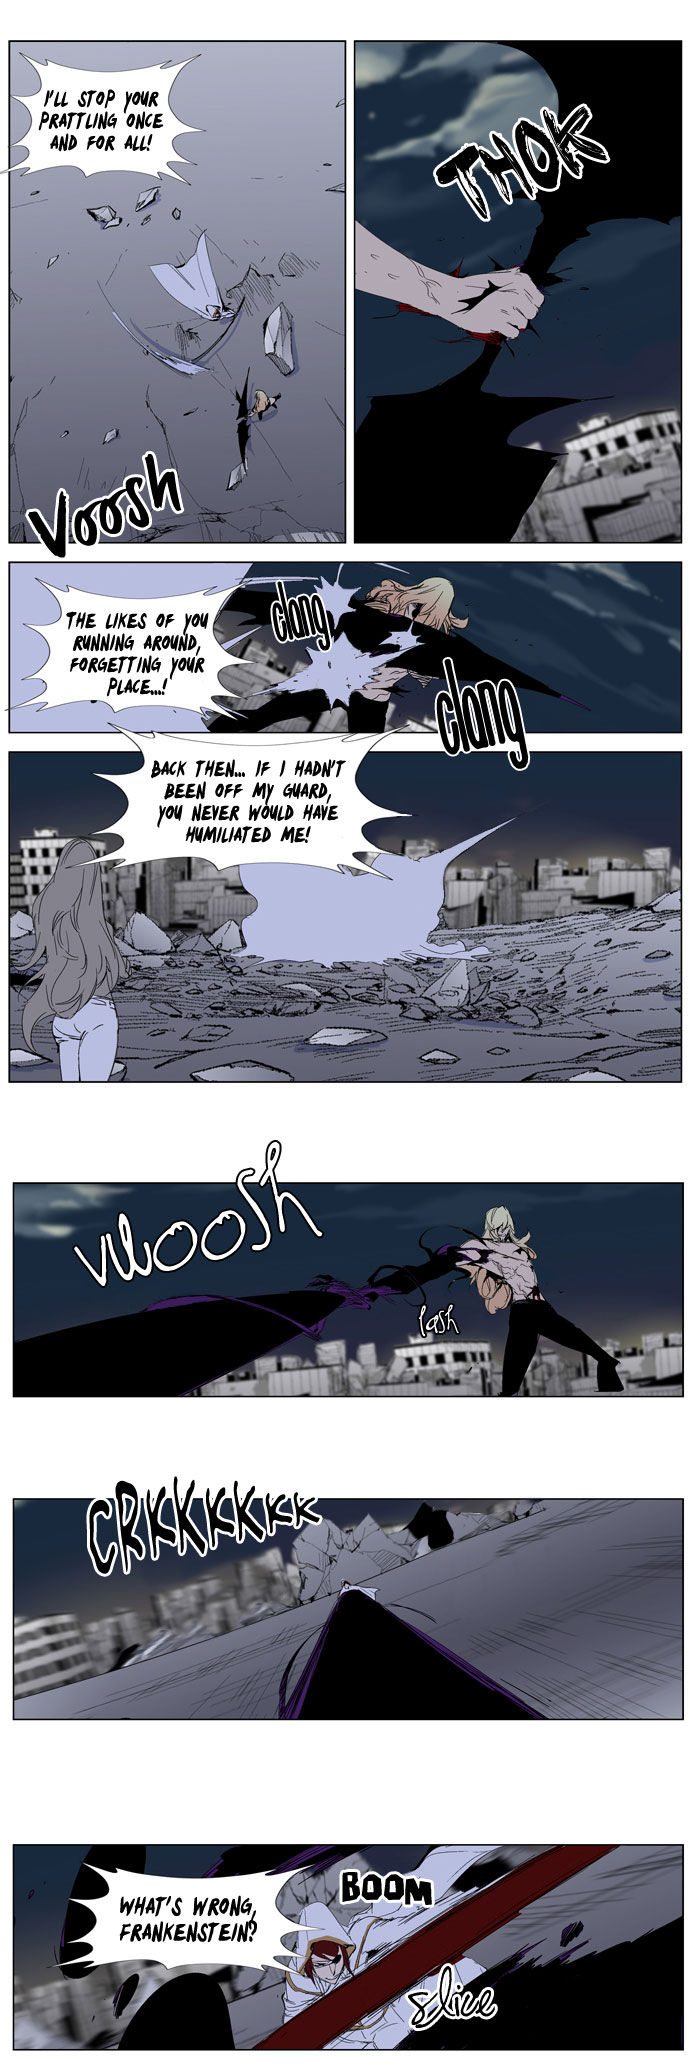 I'LL STOP YOUR
PRATTLING ONCE
AND FOR ALL!
VOOSH
THOK
THE LIKES OF YOU
RUNNING AROUND,
FORGETTING YOUR
PLACE...!
clang
clang
BACK THEN... IF I HADN'T
BEEN OFF MY GUARD,
YOU NEVER WOULD HAVE
HUMILIATED ME!
VWOOSH
lash
CRKKKKKKK
WHAT'S WRONG,
FRANKENSTEIN?
BOOM
slice